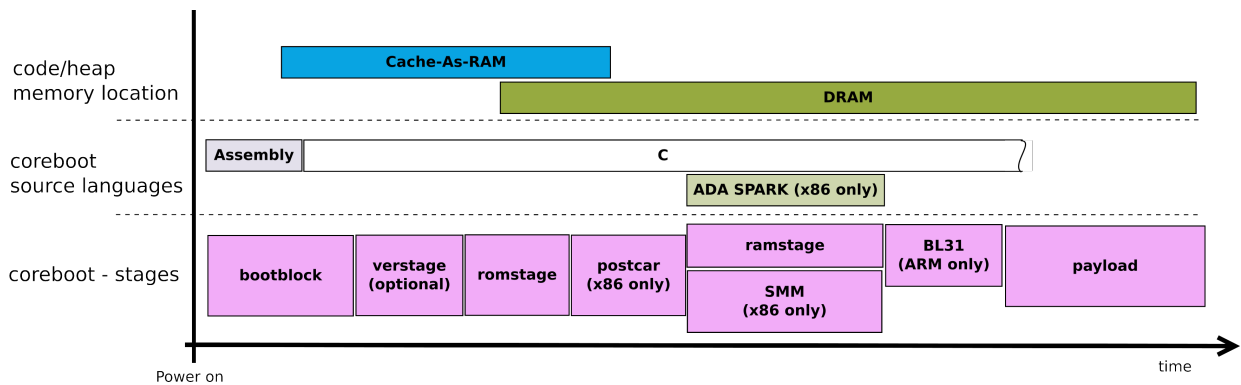 code/heap
memory location
Cache-As-RAM
DRAM
coreboot
source languages
Assembly
C
ADA SPARK (x86 only)
coreboot - stages
bootblock
verstage
(optional)
romstage
postcar
(x86 only)
ramstage
SMM
(x86 only)
BL31
(ARM only)
payload
Power on
time